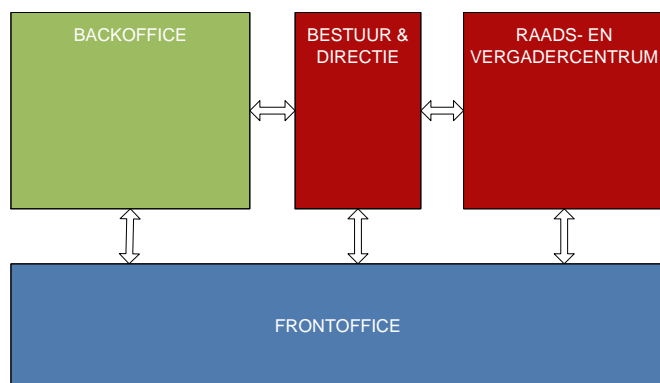 BACKOFFICE
BESTUUR &
DIRECTIE
RAADS- EN
VERGADERCENTRUM
FRONTOFFICE